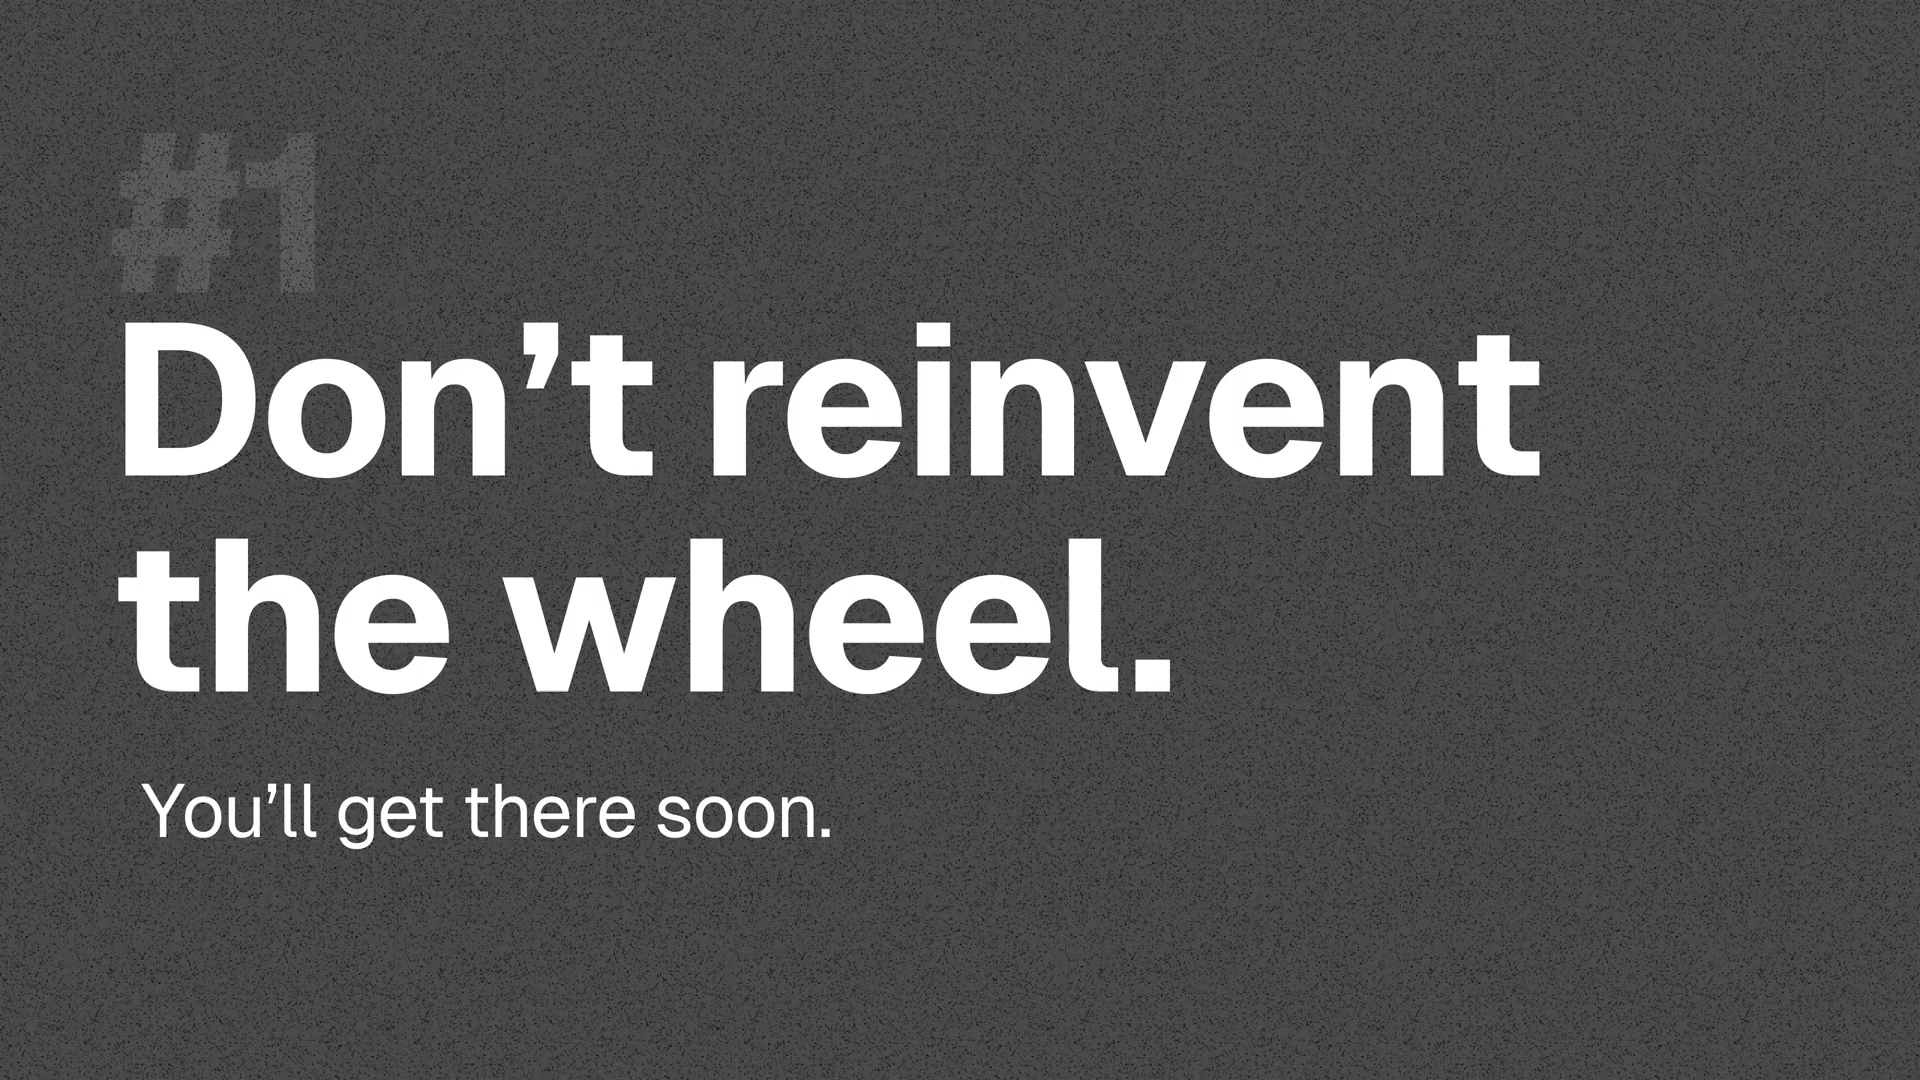 #1
Don’t reinvent
the wheel.
You’ll get there soon.